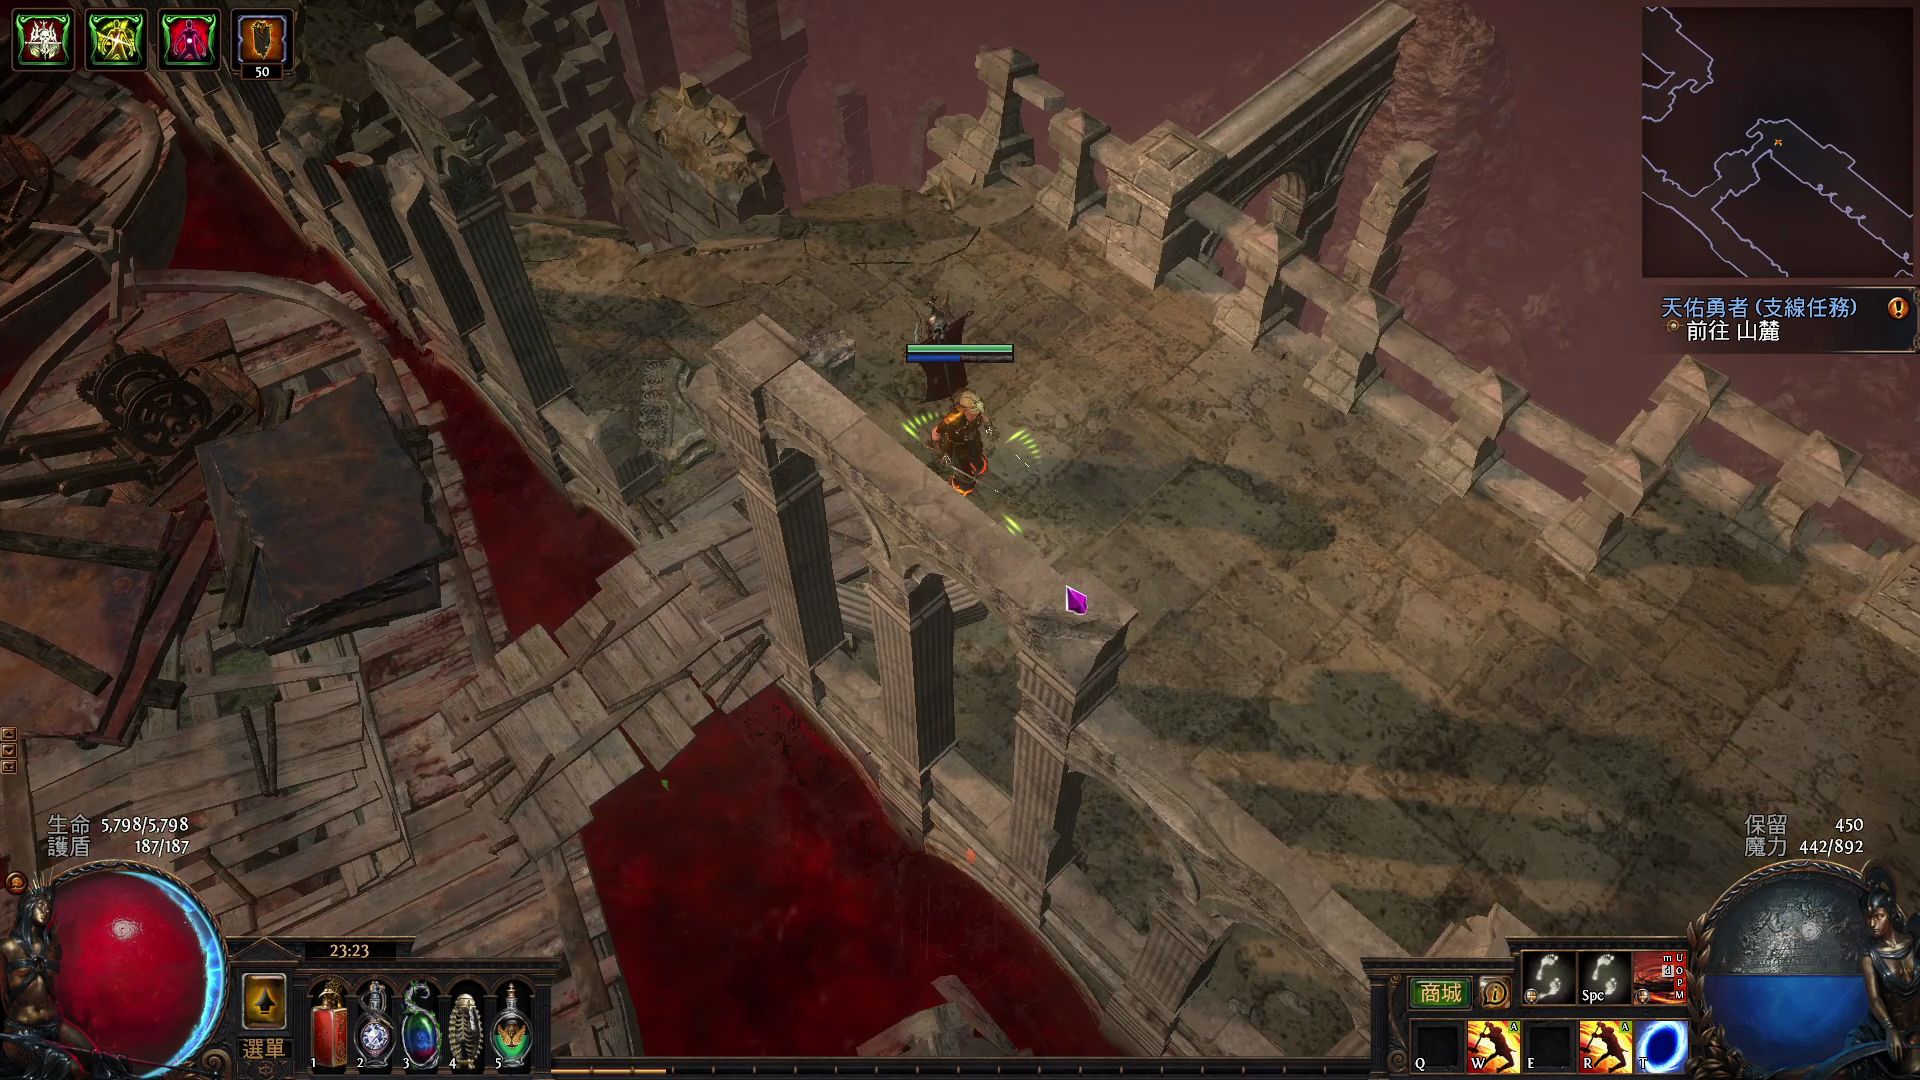 50
天佑勇者 (支線任務)
前往 山麓
生命 5,798/5,798
護盾 187/187
保留 450
魔力 442/892
23:23
選單
1
2
3
4
5
商城
Spc
Q
W
A
E
R
A
T